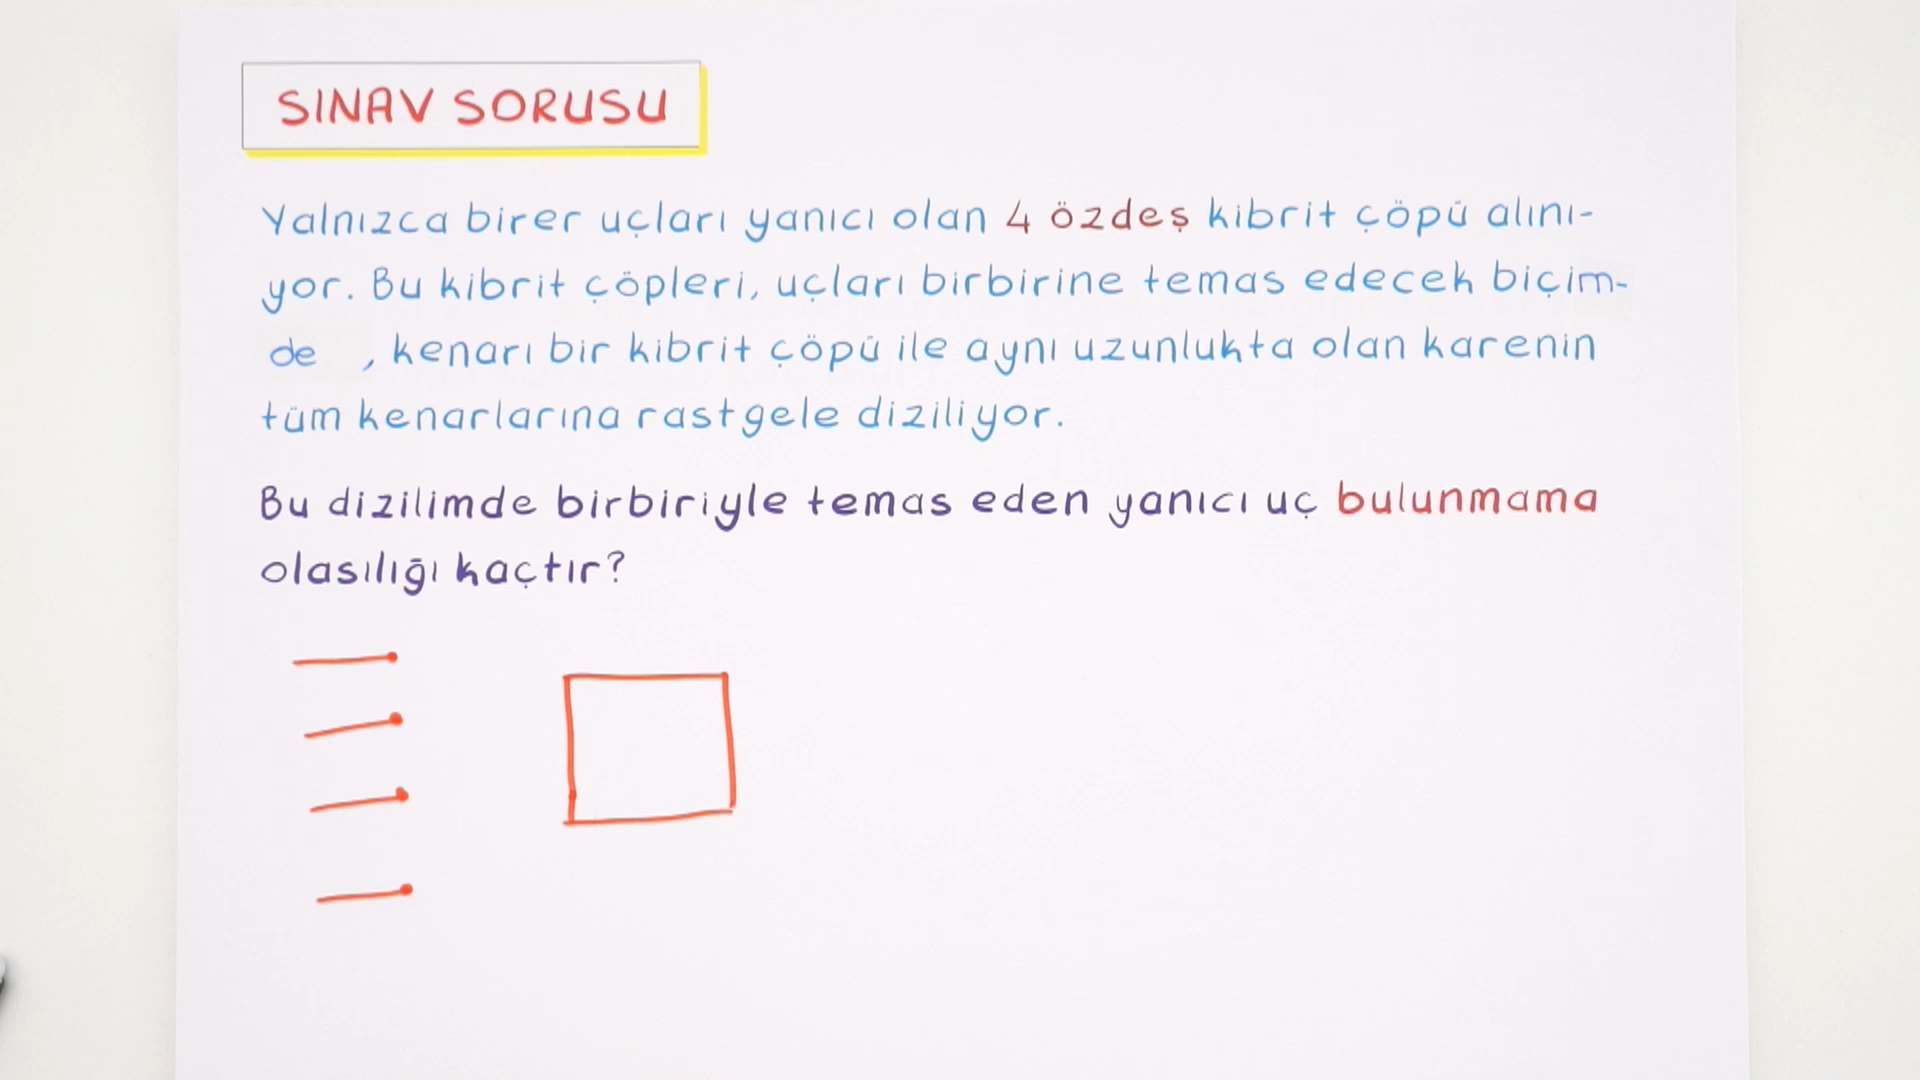 SINAV SORUSU
Yalnızca birer uçları yanıcı olan 4 özdeş kibrit çöpü alını-
yor. Bu kibrit çöpleri, uçları birbirine temas edecek biçim-
de , kenarı bir kibrit çöpü ile aynı uzunlukta olan karenin
tüm kenarlarına rastgele diziliyor.
Bu dizilimde birbiriyle temas eden yanıcı uç bulunmama
olasılığı kaçtır?